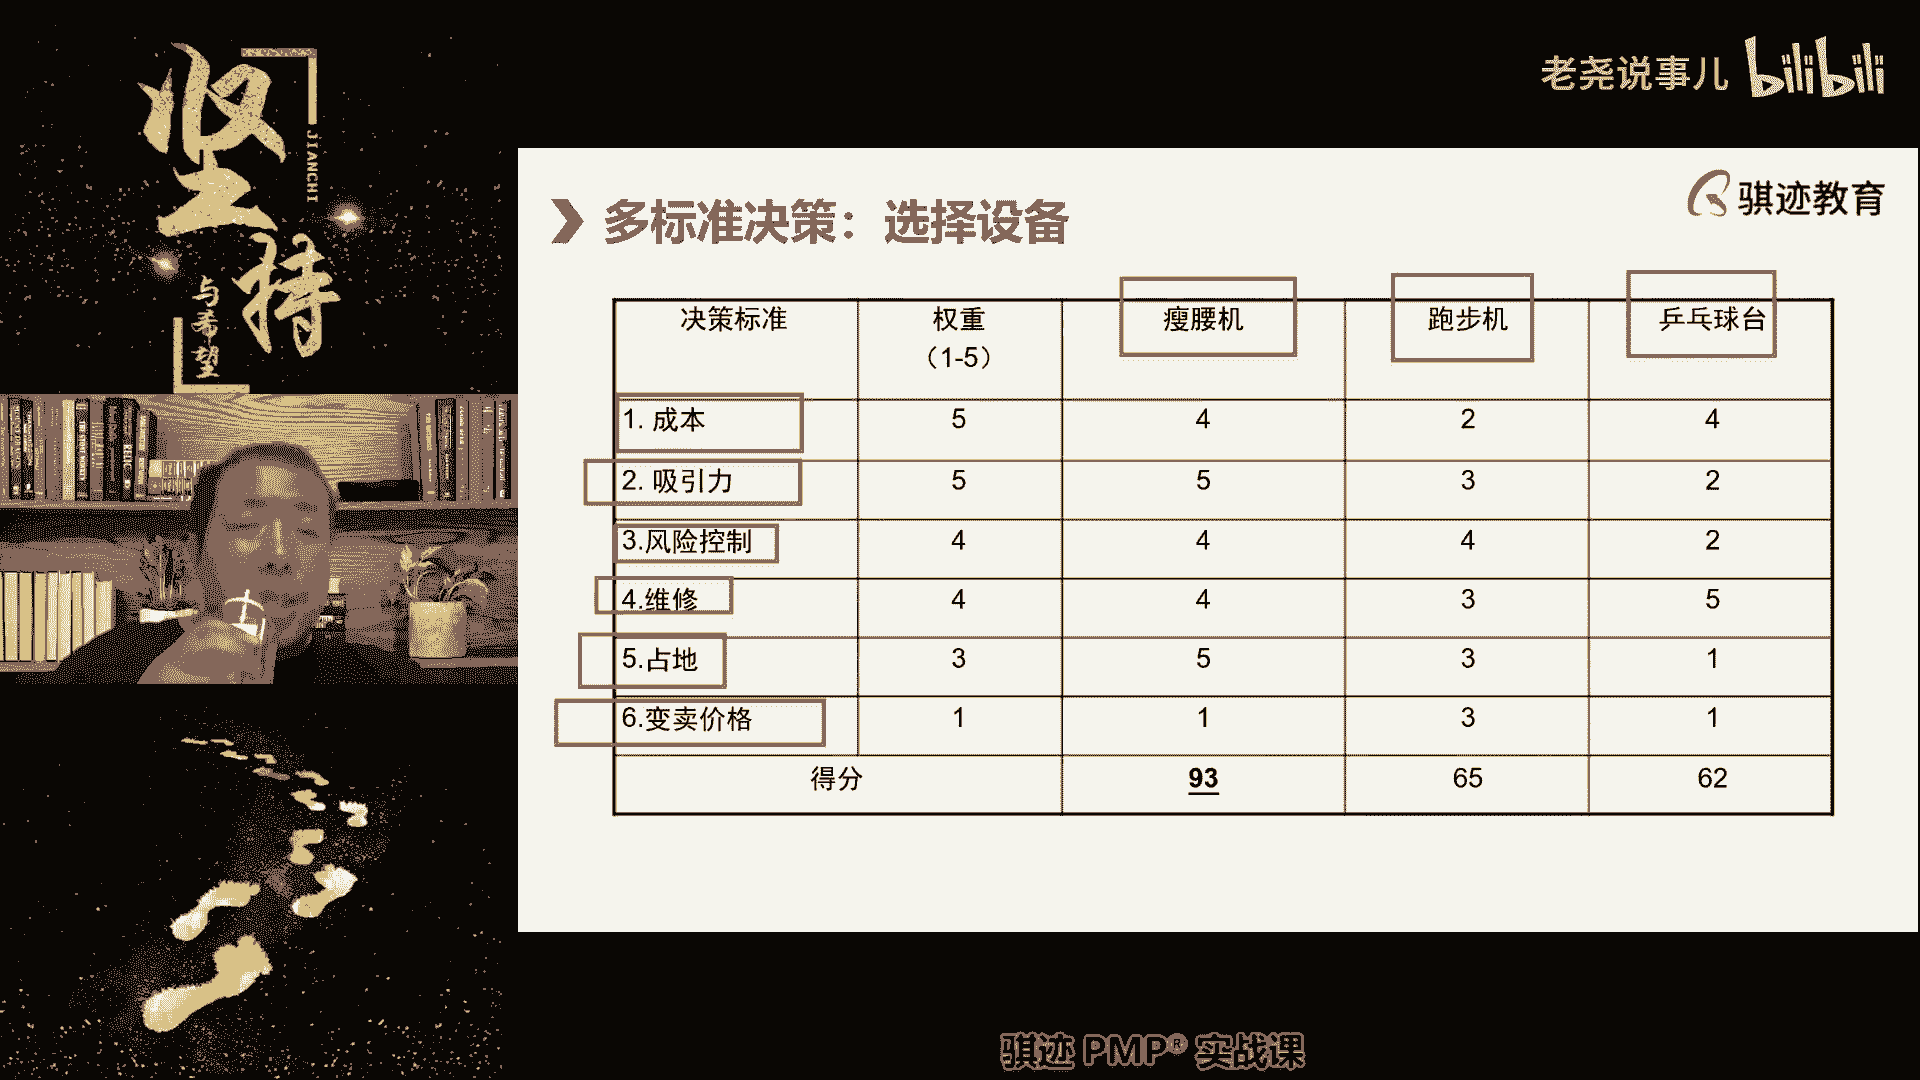 坚持
JIANCHI
与希望
老尧说事儿 bilibili
骐迹教育
多标准决策：选择设备
决策标准 权重 瘦腰机 跑步机 乒乓球台
（1-5）
1. 成本 5 4 2 4
2. 吸引力 5 5 3 2
3.风险控制 4 4 4 2
4.维修 4 4 3 5
5.占地 3 5 3 1
6.变卖价格 1 1 3 1
得分 93 65 62
骐迹 PMP® 实战课